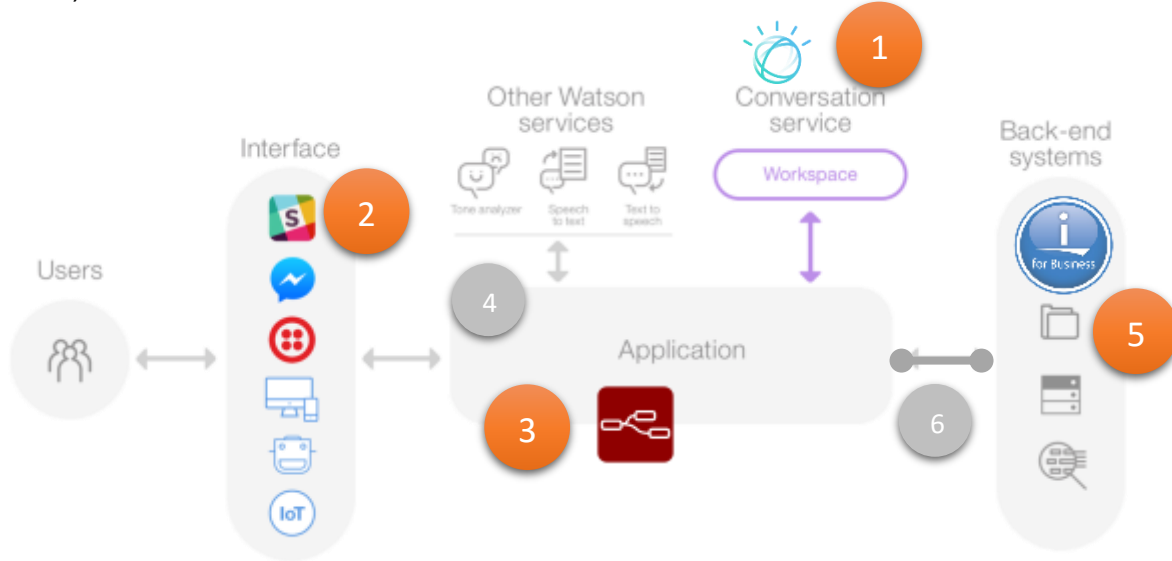 1
Other Watson
services
Conversation
service
Back-end
systems
Interface
Workspace
S
2
Tone analyzer
Speech
to text
Text to
speech
i
for Business
Users
4
Application
5
3
6
IoT